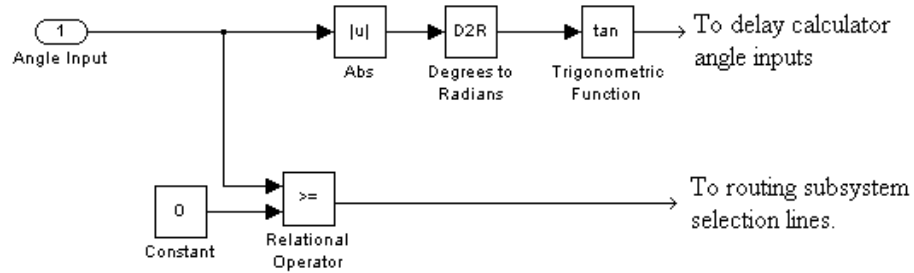 1
Angle Input
|u|
Abs
D2R
Degrees to
Radians
tan
Trigonometric
Function
To delay calculator
angle inputs
0
Constant
>=
Relational
Operator
To routing subsystem
selection lines.